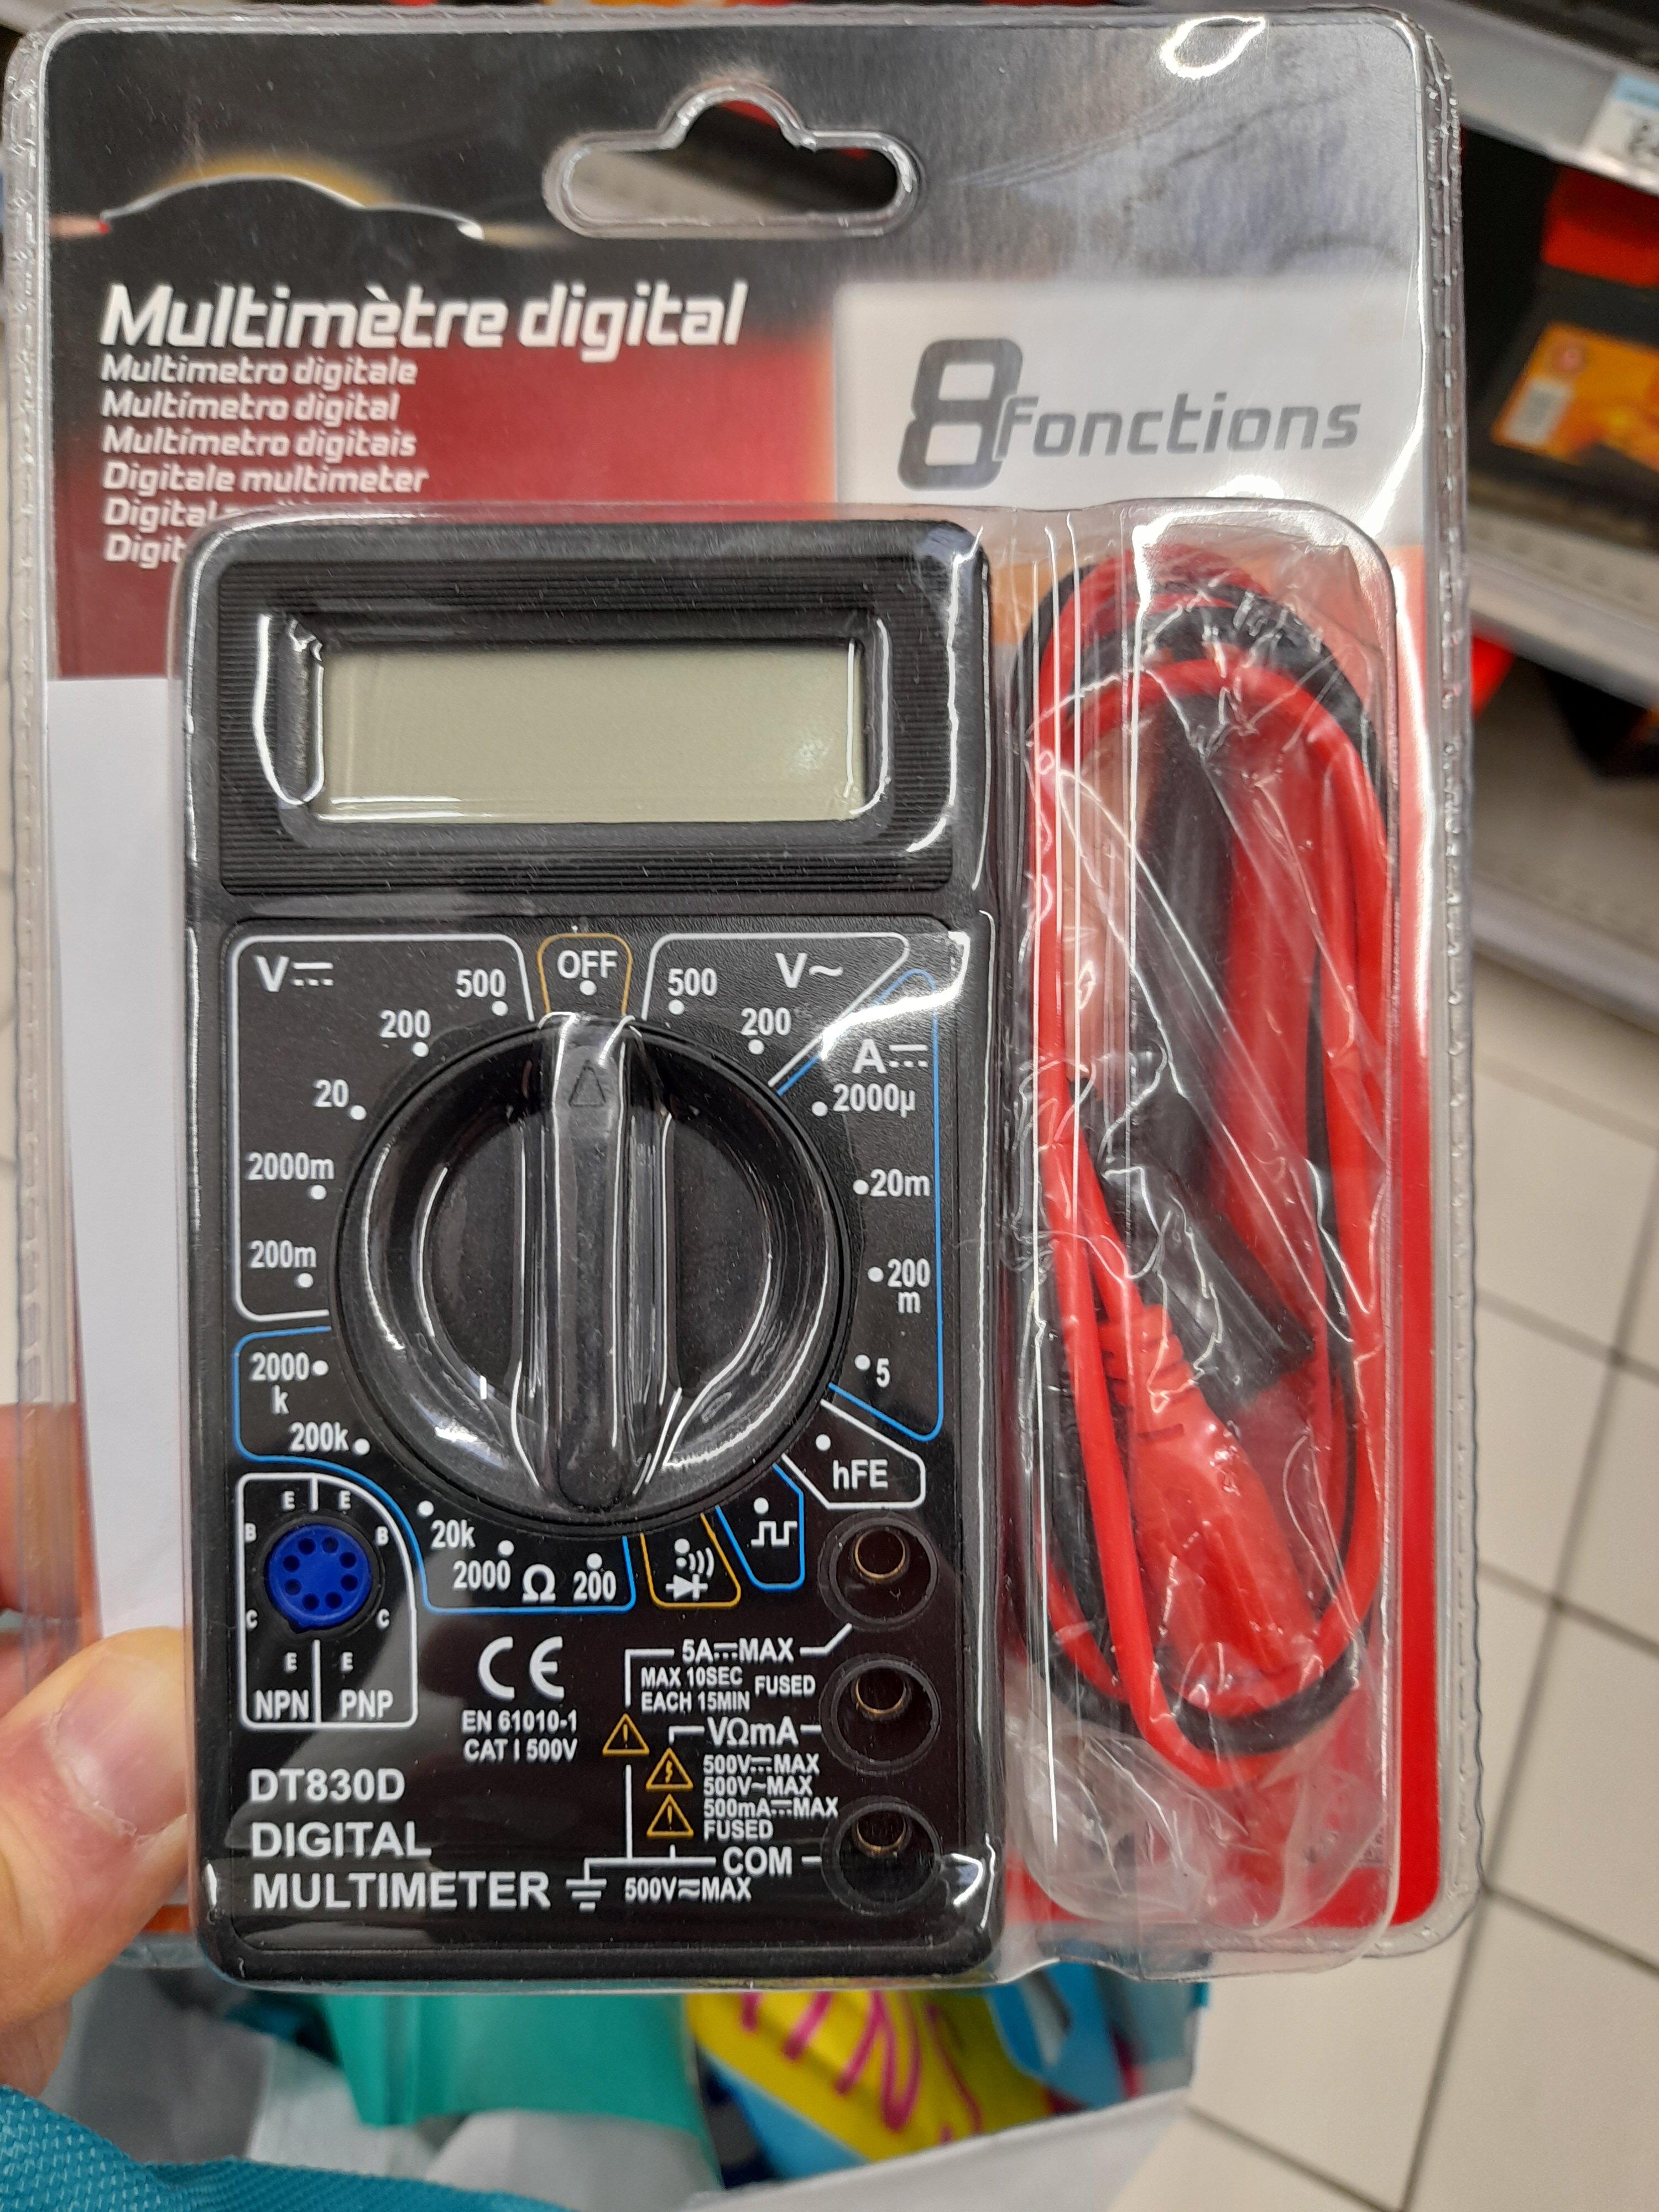 Multimètre digital
Multimetro digitale
Multímetro digital
Multímetro digitais
Digitale multimeter
Digital
8 fonctions
V⎓
500
OFF
500
V~
200
200
A⎓
20
2000µ
2000m
20m
200m
200
m
2000
k
5
200k
hFE
20k
2000
Ω
200
E E
B B
C C
E E
NPN PNP
CE
EN 61010-1
CAT I 500V
5A⎓MAX
MAX 10SEC
EACH 15MIN
FUSED
VΩmA
500V⎓MAX
500V~MAX
500mA⎓MAX
FUSED
COM
500V≂MAX
DT830D
DIGITAL
MULTIMETER